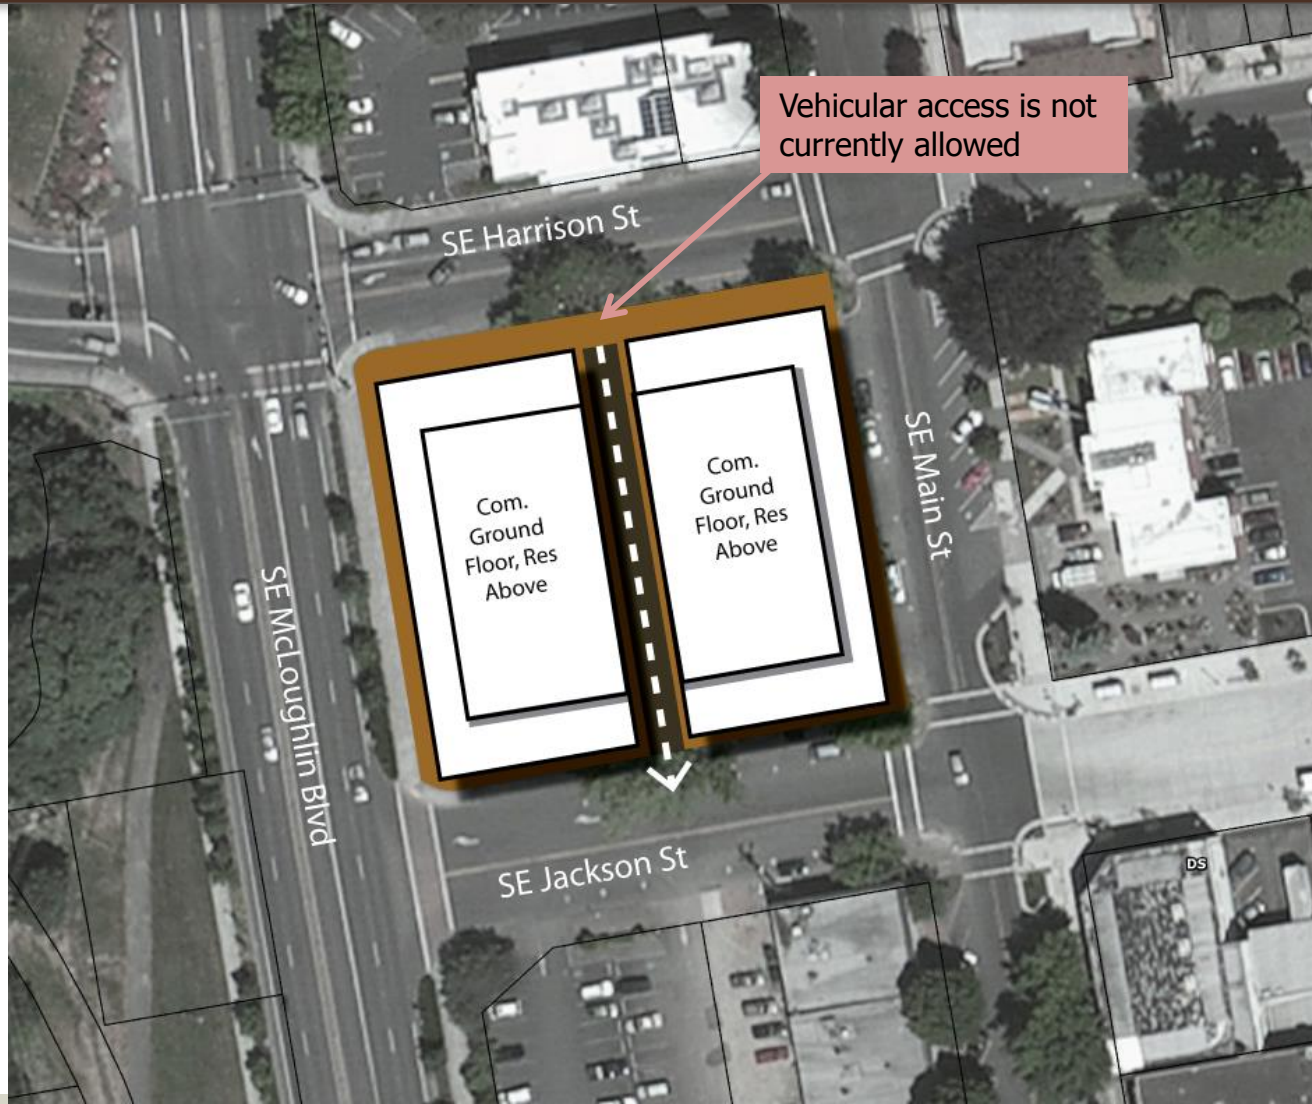 Vehicular access is not
currently allowed
SE Harrison St
Com.
Ground
Floor, Res
Above
Com.
Ground
Floor, Res
Above
SE Main St
SE McLoughlin Blvd
SE Jackson St
DS